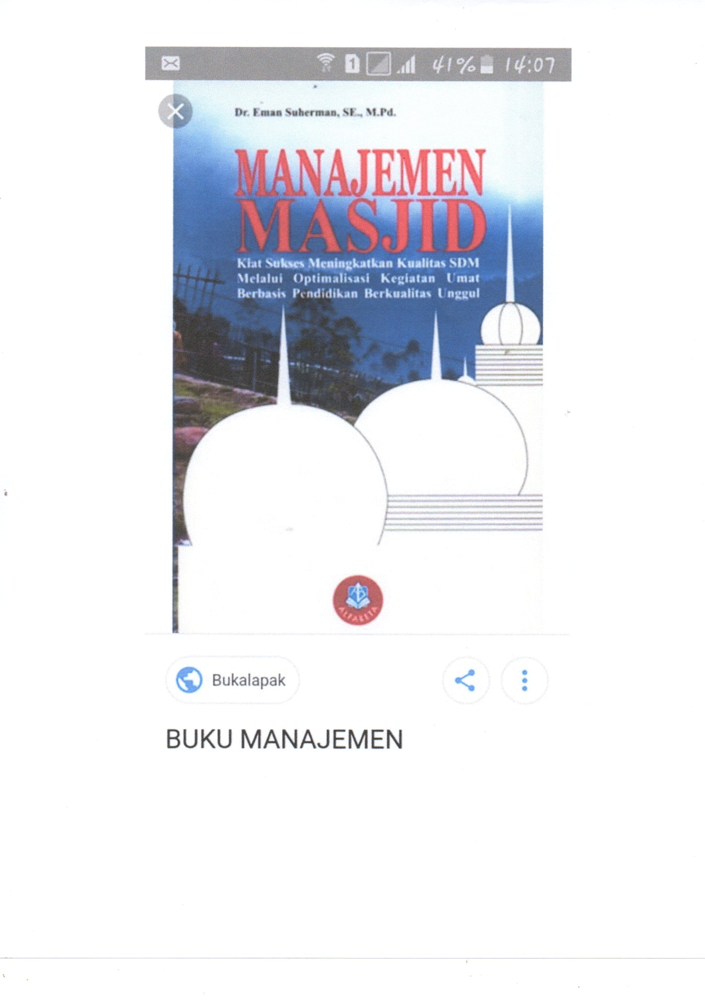 1
41% 14:07
Dr. Eman Suherman, SE., M.Pd.
MANAJEMEN
MASJID
Kiat Sukses Meningkatkan Kualitas SDM
Melalui Optimalisasi Kegiatan Umat
Berbasis Pendidikan Berkualitas Unggul
ALFABETA
Bukalapak
BUKU MANAJEMEN